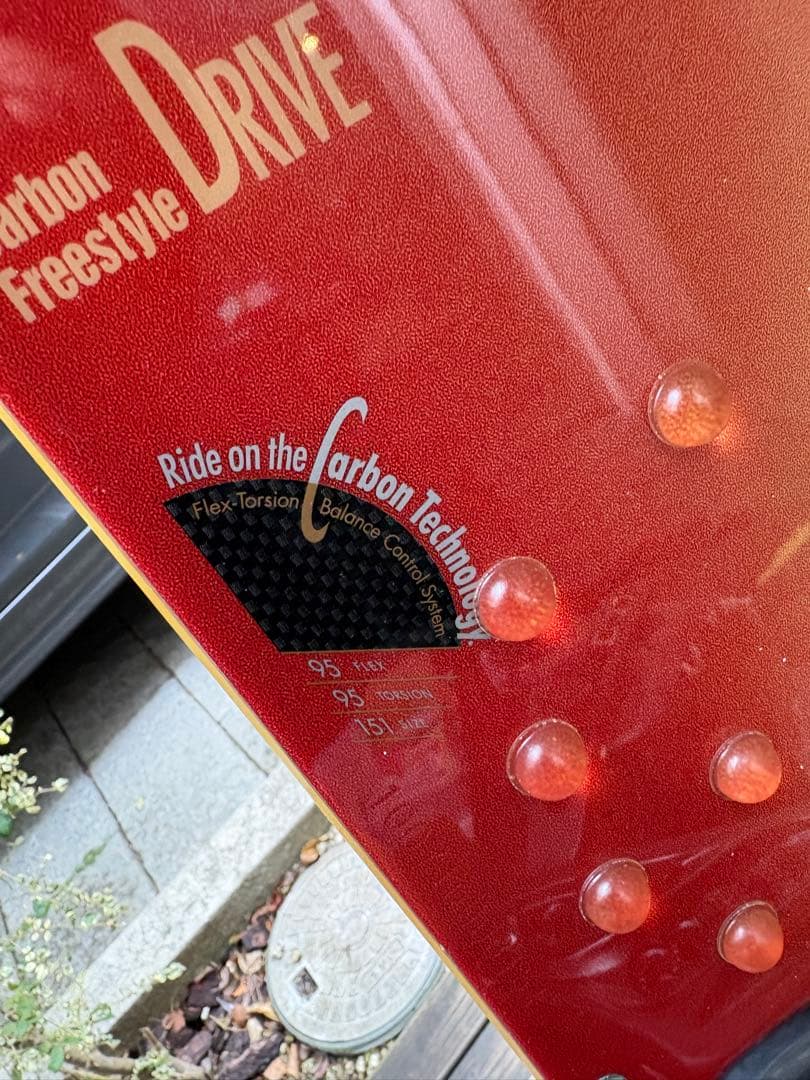 DRIVE
arbon
Freestyle
Ride on the Carbon Technology.
Flex-Torsion Balance Control System
95 FLEX
95 TORSION
151 SIZE